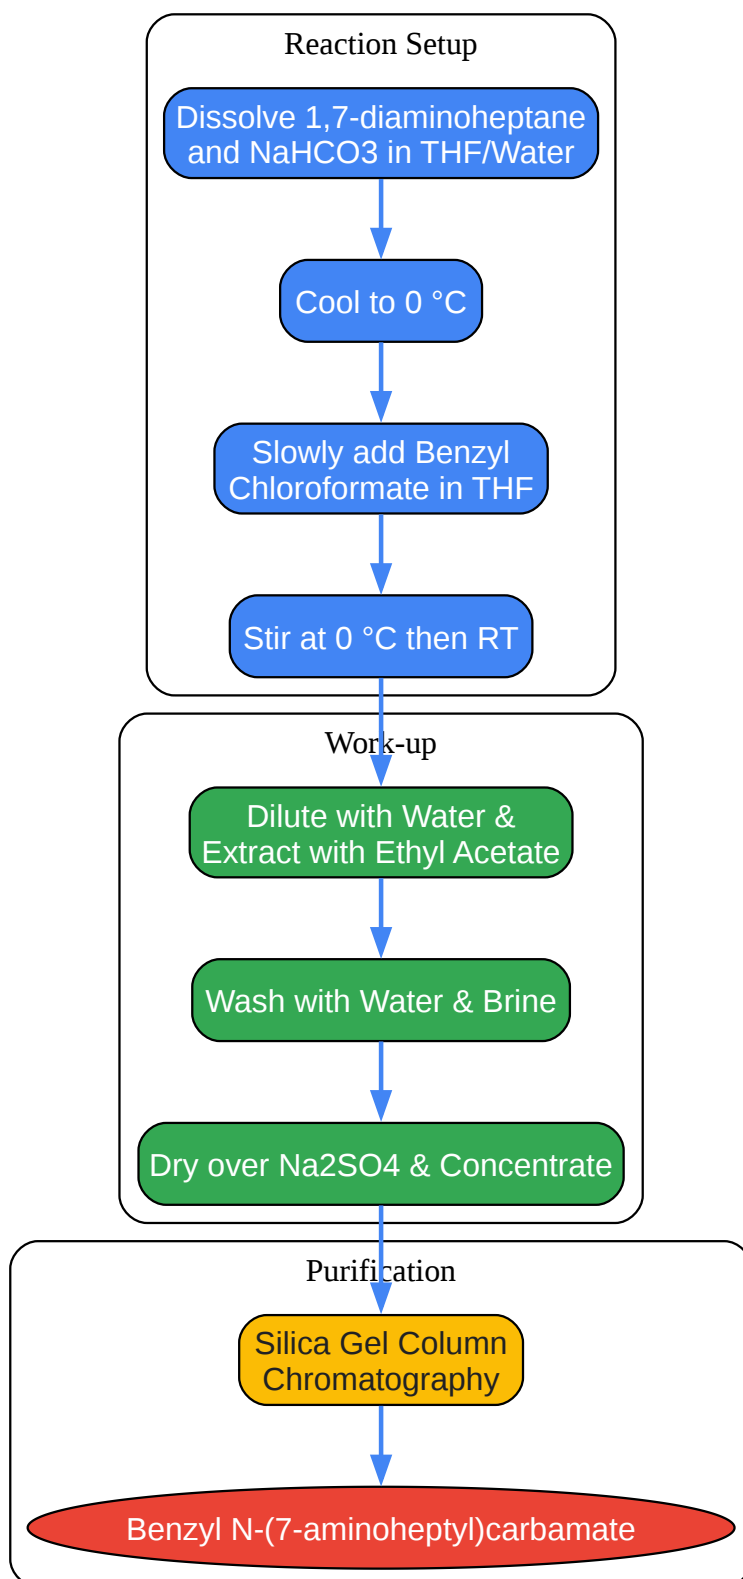 Reaction Setup
Dissolve 1,7-diaminoheptane
and NaHCO3 in THF/Water
Cool to 0 °C
Slowly add Benzyl
Chloroformate in THF
Stir at 0 °C then RT
Work-up
Dilute with Water &
Extract with Ethyl Acetate
Wash with Water & Brine
Dry over Na2SO4 & Concentrate
Purification
Silica Gel Column
Chromatography
Benzyl N-(7-aminoheptyl)carbamate